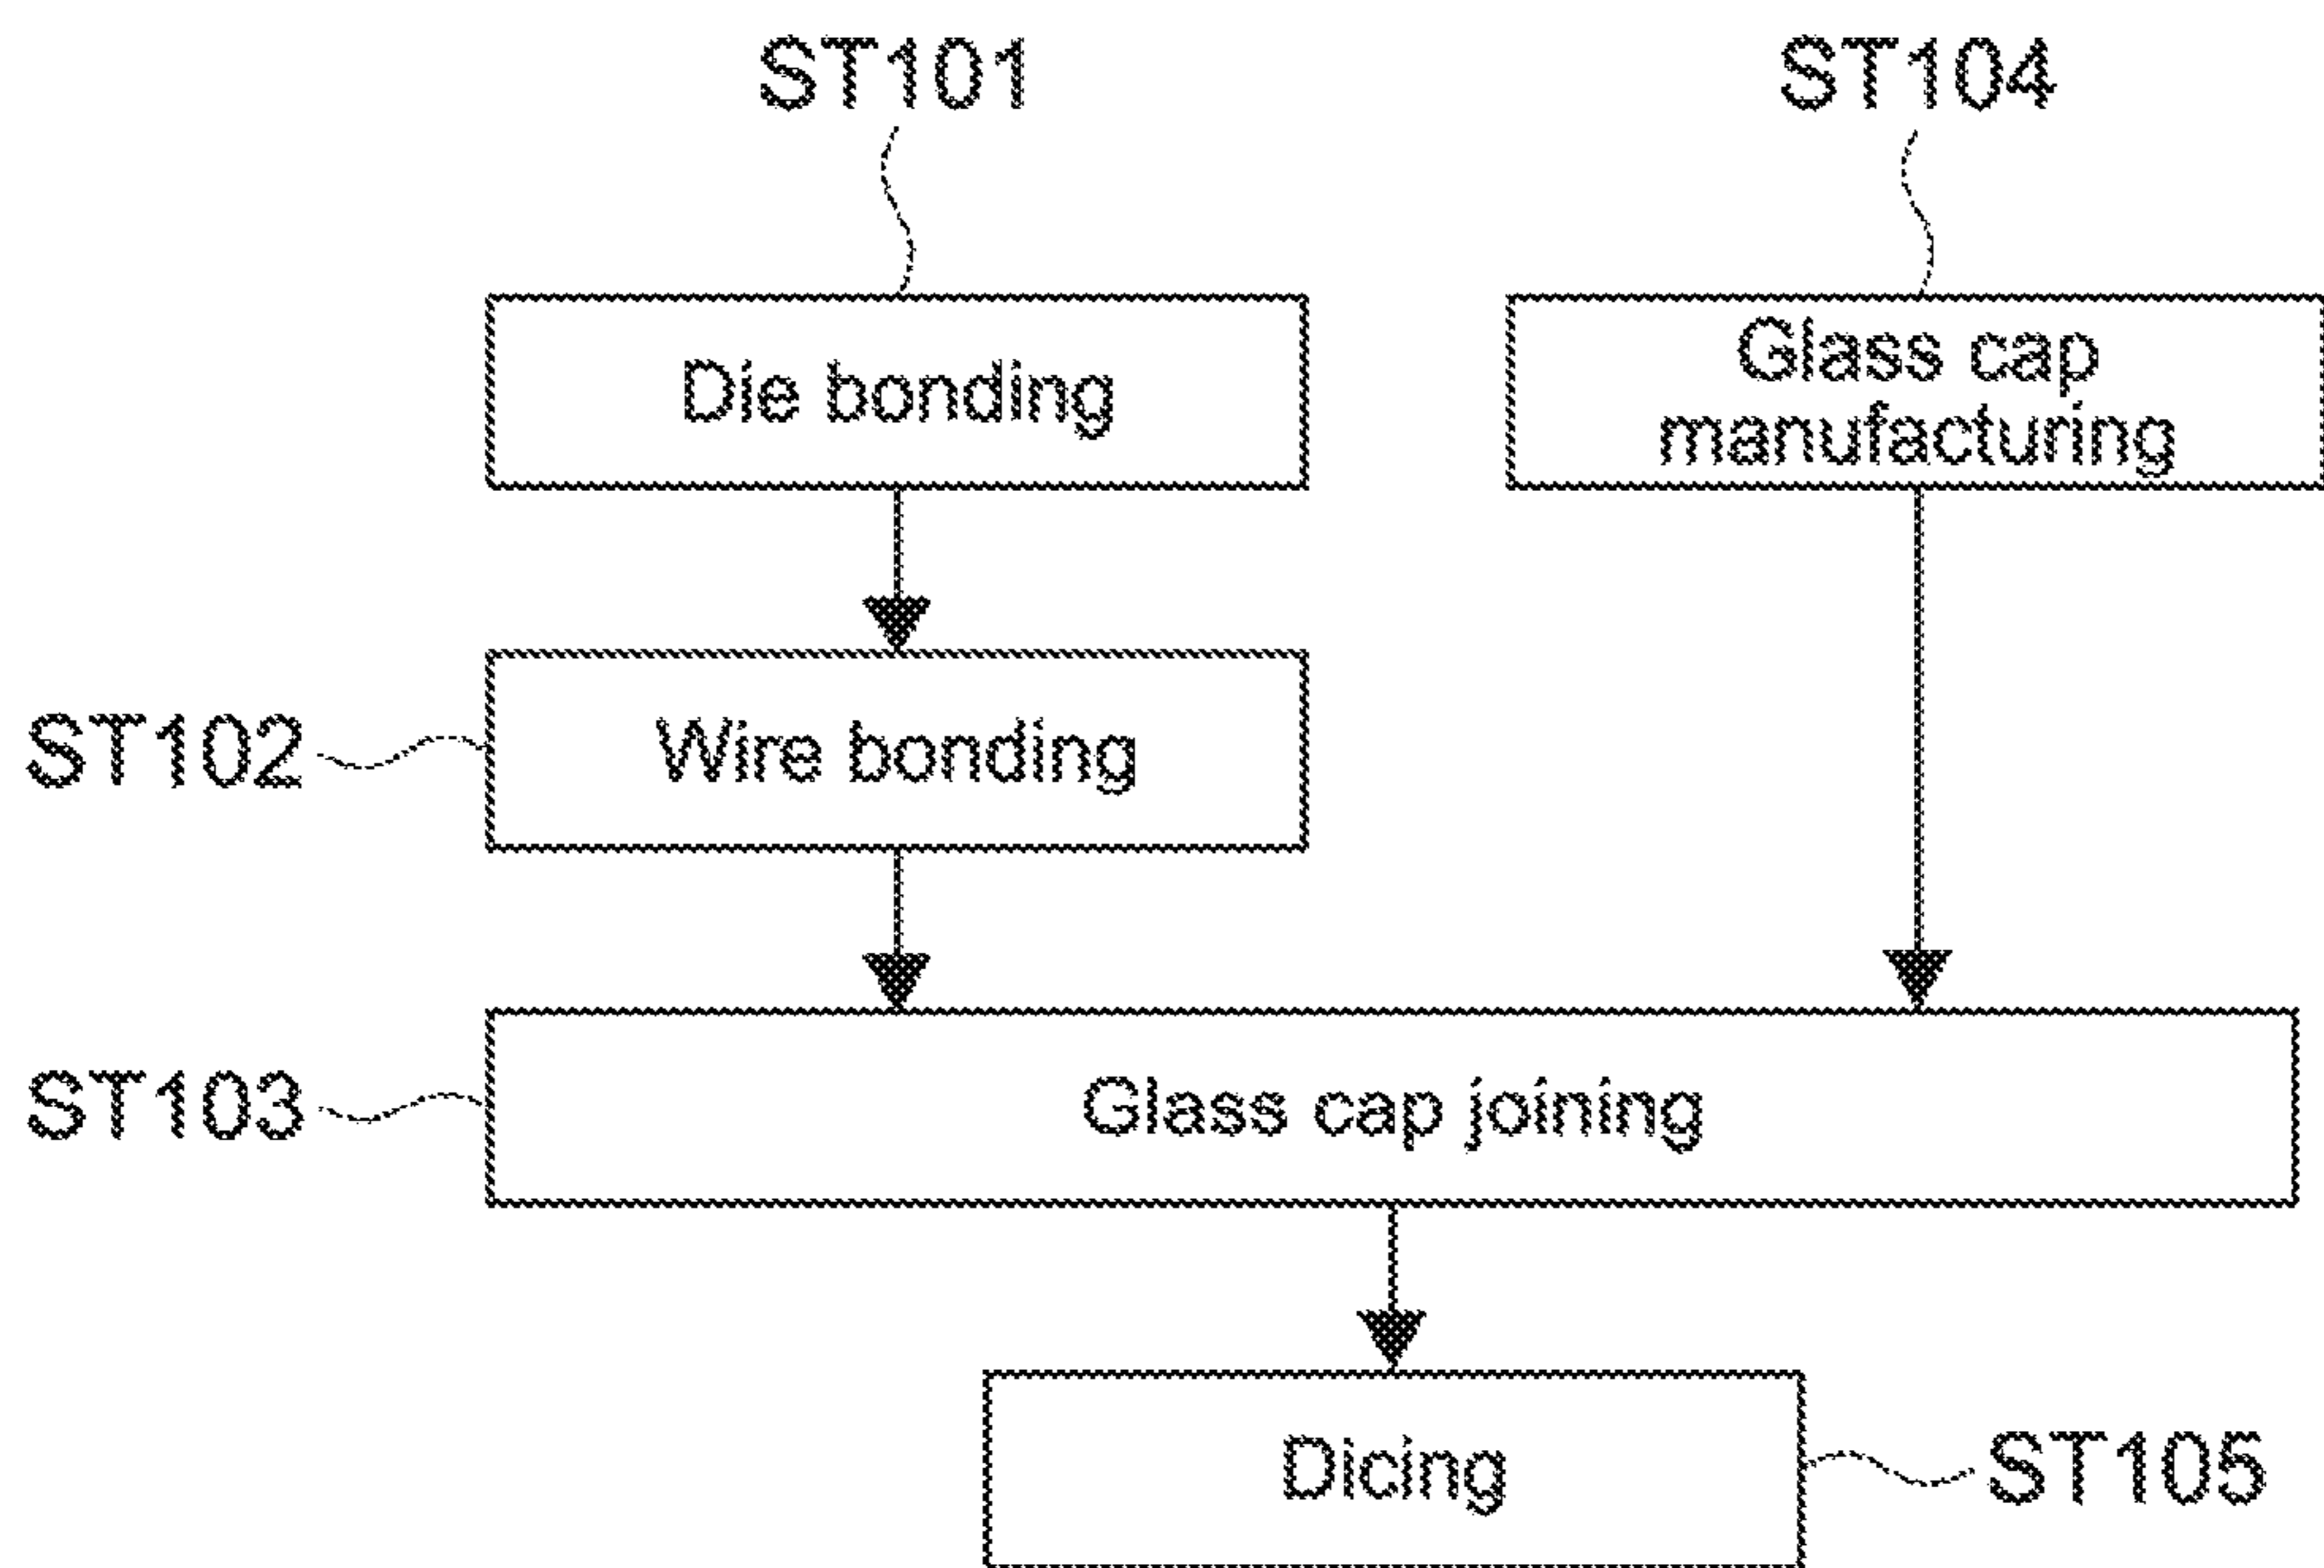 ST101
ST104
Die bonding
Glass cap
manufacturing
ST102
Wire bonding
ST103
Glass cap joining
Dicing
ST105